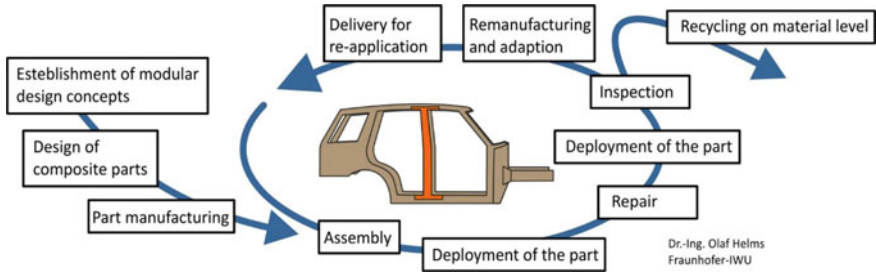 Esteblishment of modular
design concepts
Design of
composite parts
Part manufacturing
Assembly
Deployment of the part
Repair
Deployment of the part
Inspection
Remanufacturing
and adaption
Delivery for
re-application
Recycling on material level
Dr.-Ing. Olaf Helms
Fraunhofer-IWU